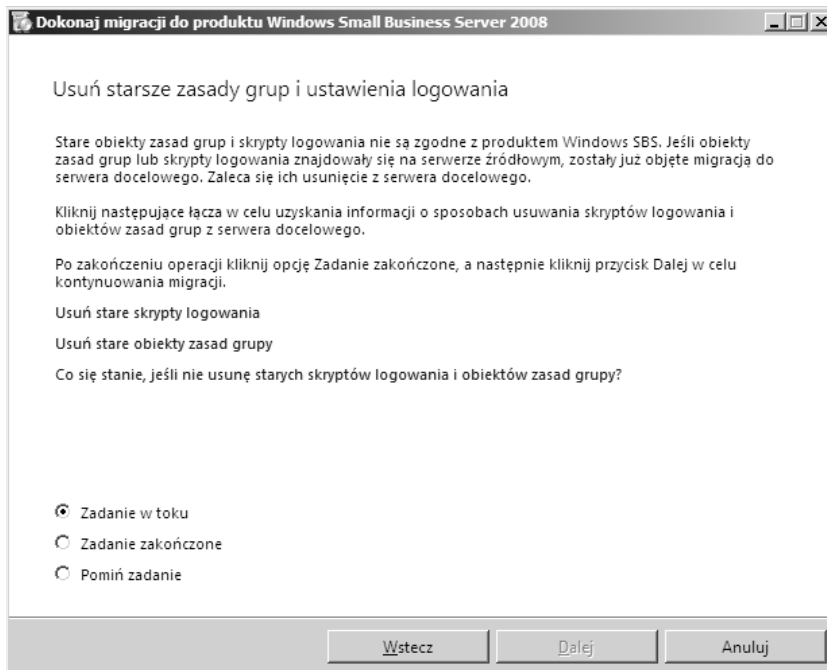 Dokonaj migracji do produktu Windows Small Business Server 2008
Usuń starsze zasady grup i ustawienia logowania
Stare obiekty zasad grup i skrypty logowania nie są zgodne z produktem Windows SBS. Jeśli obiekty
zasad grup lub skrypty logowania znajdowały się na serwerze źródłowym, zostały już objęte migracją do
serwera docelowego. Zaleca się ich usunięcie z serwera docelowego.
Kliknij następujące łącza w celu uzyskania informacji o sposobach usuwania skryptów logowania i
obiektów zasad grup z serwera docelowego.
Po zakończeniu operacji kliknij opcję Zadanie zakończone, a następnie kliknij przycisk Dalej w celu
kontynuowania migracji.
Usuń stare skrypty logowania
Usuń stare obiekty zasad grupy
Co się stanie, jeśli nie usunę starych skryptów logowania i obiektów zasad grupy?
Zadanie w toku
Zadanie zakończone
Pomiń zadanie
Wstecz
Dalej
Anuluj